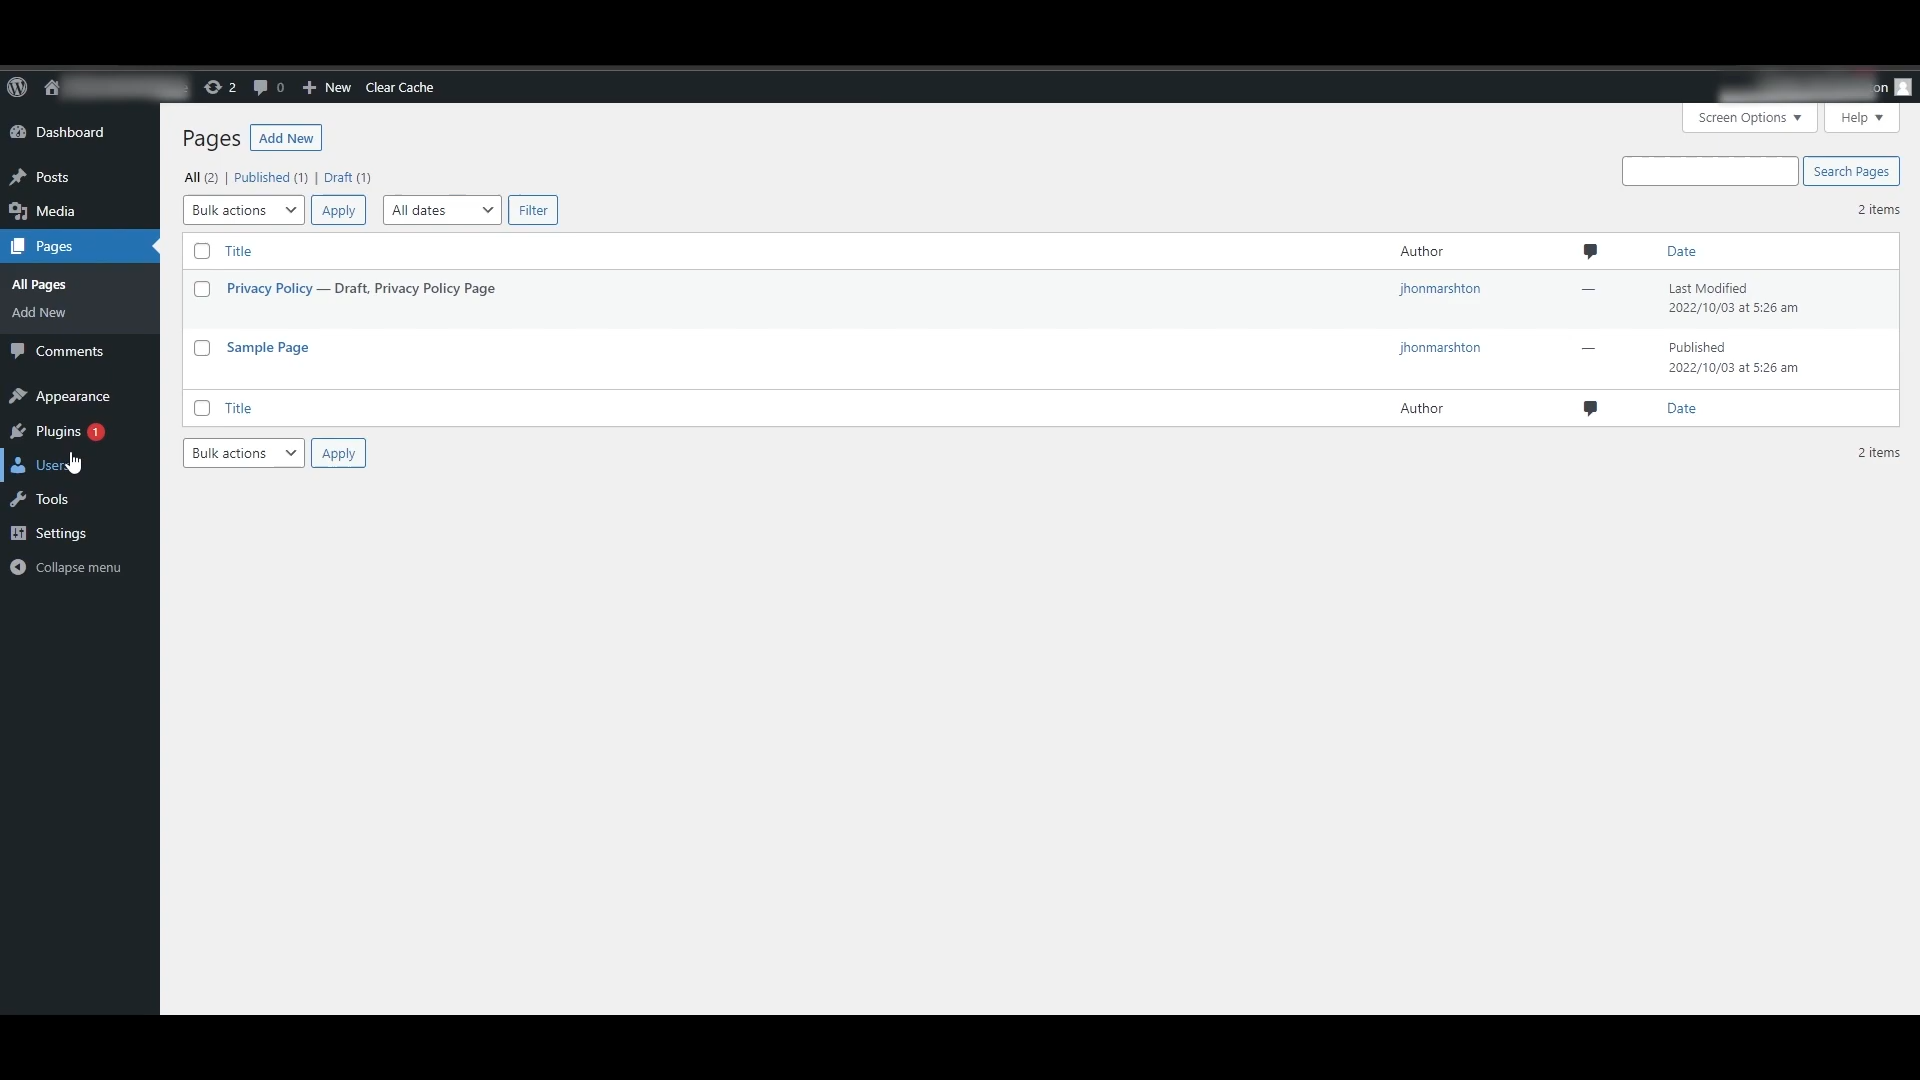 2 0 New Clear Cache on
Dashboard
Posts
Media
Pages
All Pages
Add New
Comments
Appearance
Plugins 1
Users
Tools
Settings
Collapse menu
Screen Options Help
Pages Add New
All (2) | Published (1) | Draft (1)
Search Pages
Bulk actions Apply All dates Filter 2 items
Title Author Date
Privacy Policy — Draft, Privacy Policy Page jhonmarshton — Last Modified
2022/10/03 at 5:26 am
Sample Page jhonmarshton — Published
2022/10/03 at 5:26 am
Title Author Date
Bulk actions Apply 2 items